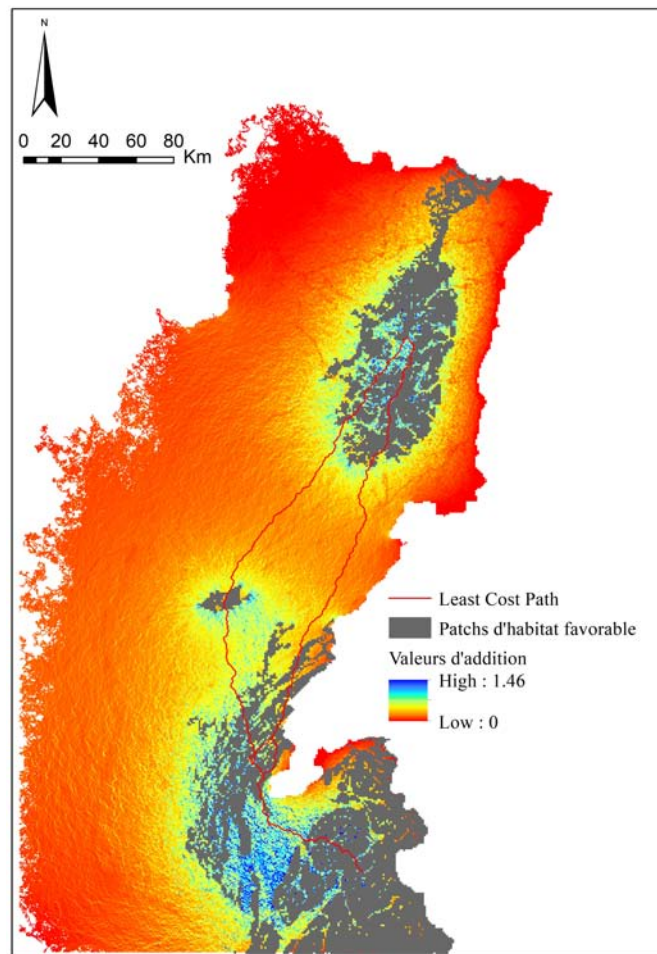 N
0 20 40 60 80
Km
Least Cost Path
Patchs d'habitat favorable
Valeurs d'addition
High : 1.46
Low : 0